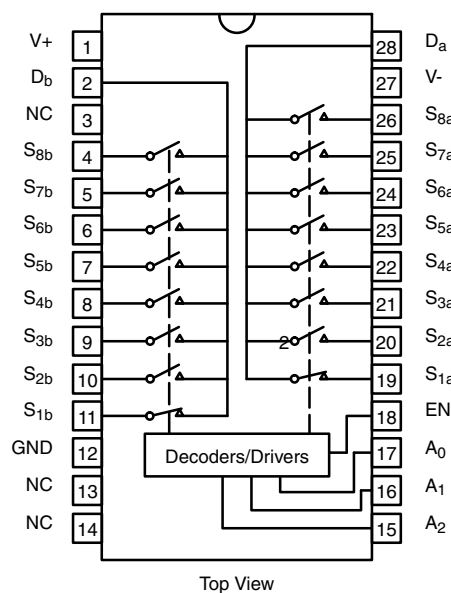 V+ 1 28 Da
Db 2 27 V-
NC 3 26 S8a
S8b 4 25 S7a
S7b 5 24 S6a
S6b 6 23 S5a
S5b 7 22 S4a
S4b 8 21 S3a
S3b 9 2 20 S2a
S2b 10 19 S1a
S1b 11 18 EN
GND 12 Decoders/Drivers 17 A0
NC 13 16 A1
NC 14 15 A2
Top View